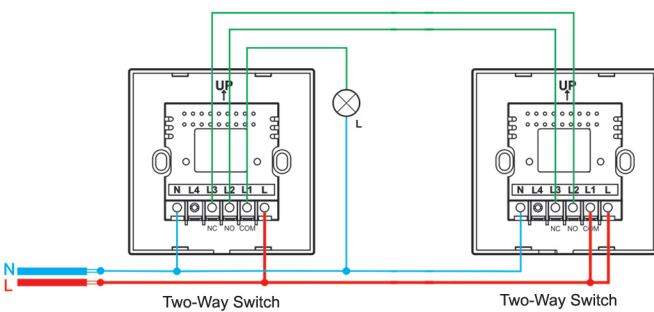 UP
UP
L
N L4 L3 L2 L1 L
N L4 L3 L2 L1 L
NC NO COM
NC NO COM
N
L
Two-Way Switch
Two-Way Switch